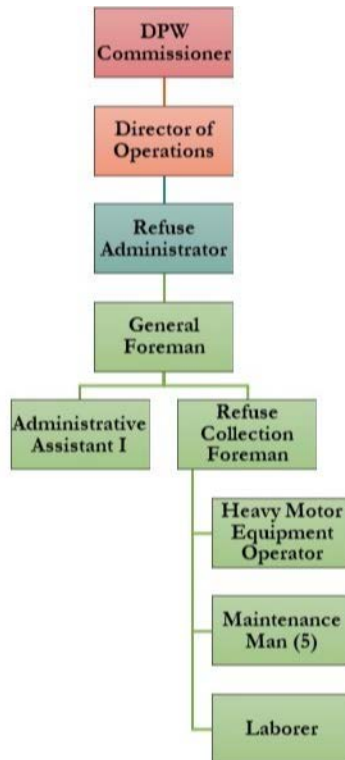 DPW
Commissioner
Director of
Operations
Refuse
Administrator
General
Foreman
Administrative
Assistant I
Refuse
Collection
Foreman
Heavy Motor
Equipment
Operator
Maintenance
Man (5)
Laborer